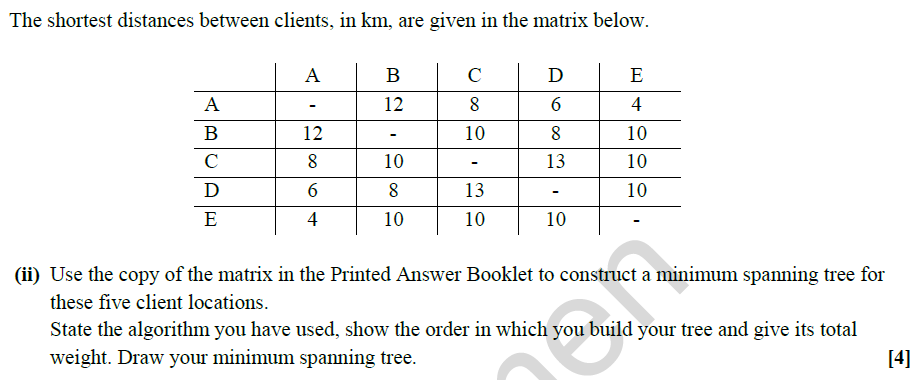 The shortest distances between clients, in km, are given in the matrix below.
A B C D E
A - 12 8 6 4
B 12 - 10 8 10
C 8 10 - 13 10
D 6 8 13 - 10
E 4 10 10 10 -
(ii) Use the copy of the matrix in the Printed Answer Booklet to construct a minimum spanning tree for
these five client locations.
State the algorithm you have used, show the order in which you build your tree and give its total
weight. Draw your minimum spanning tree. [4]